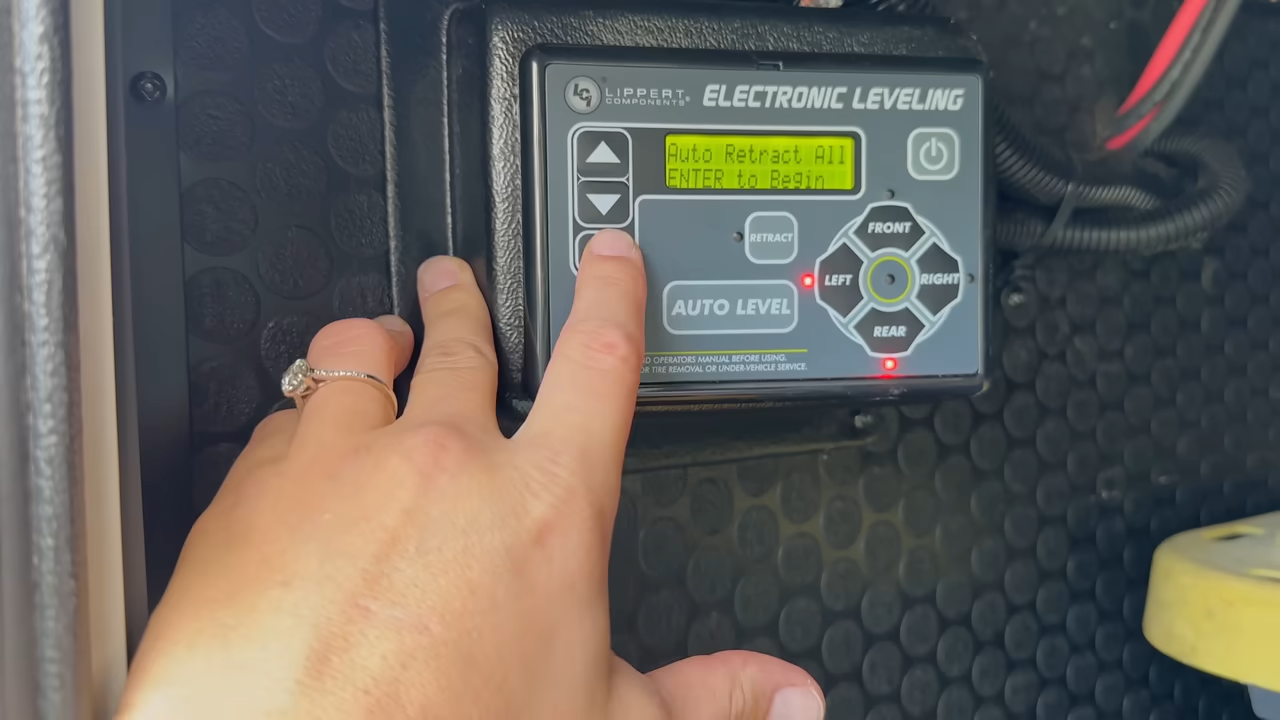 LCI LIPPERT COMPONENTS® ELECTRONIC LEVELING
Auto Retract All
ENTER to Begin
RETRACT
AUTO LEVEL
FRONT
LEFT
RIGHT
REAR
OPERATORS MANUAL BEFORE USING.
TIRE REMOVAL OR UNDER-VEHICLE SERVICE.